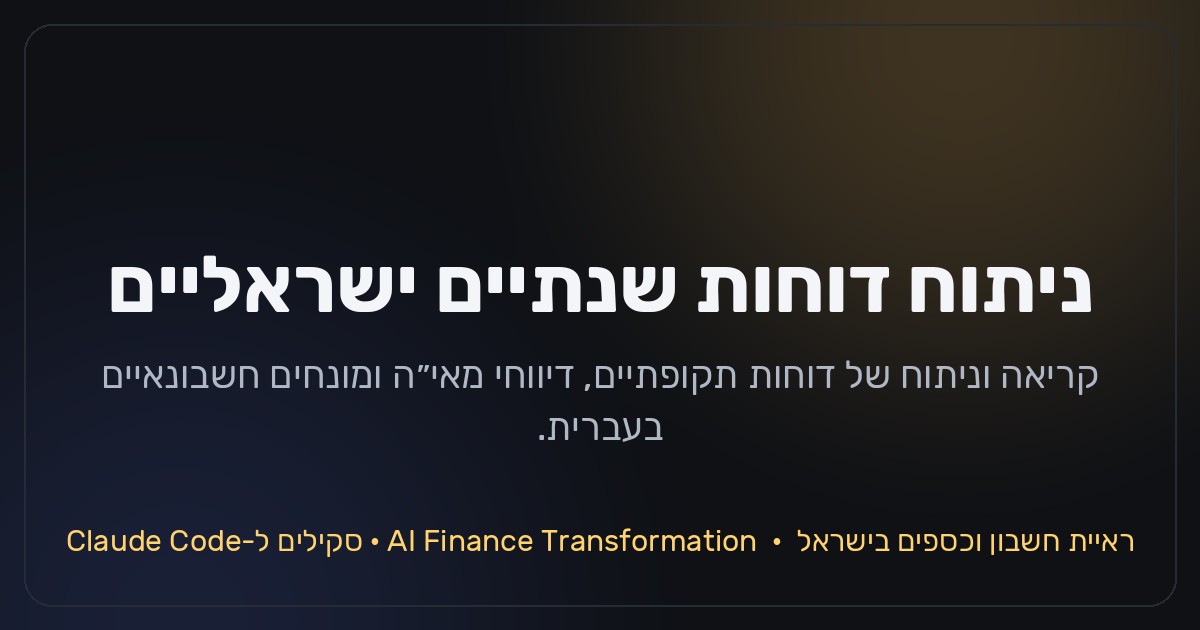 ניתוח דוחות שנתיים ישראליים
קריאה וניתוח של דוחות תקופתיים, דיווחי מאי״ה ומונחים חשבונאיים
בעברית.
ראיית חשבון וכספים בישראל • AI Finance Transformation • סקילים ל-Claude Code